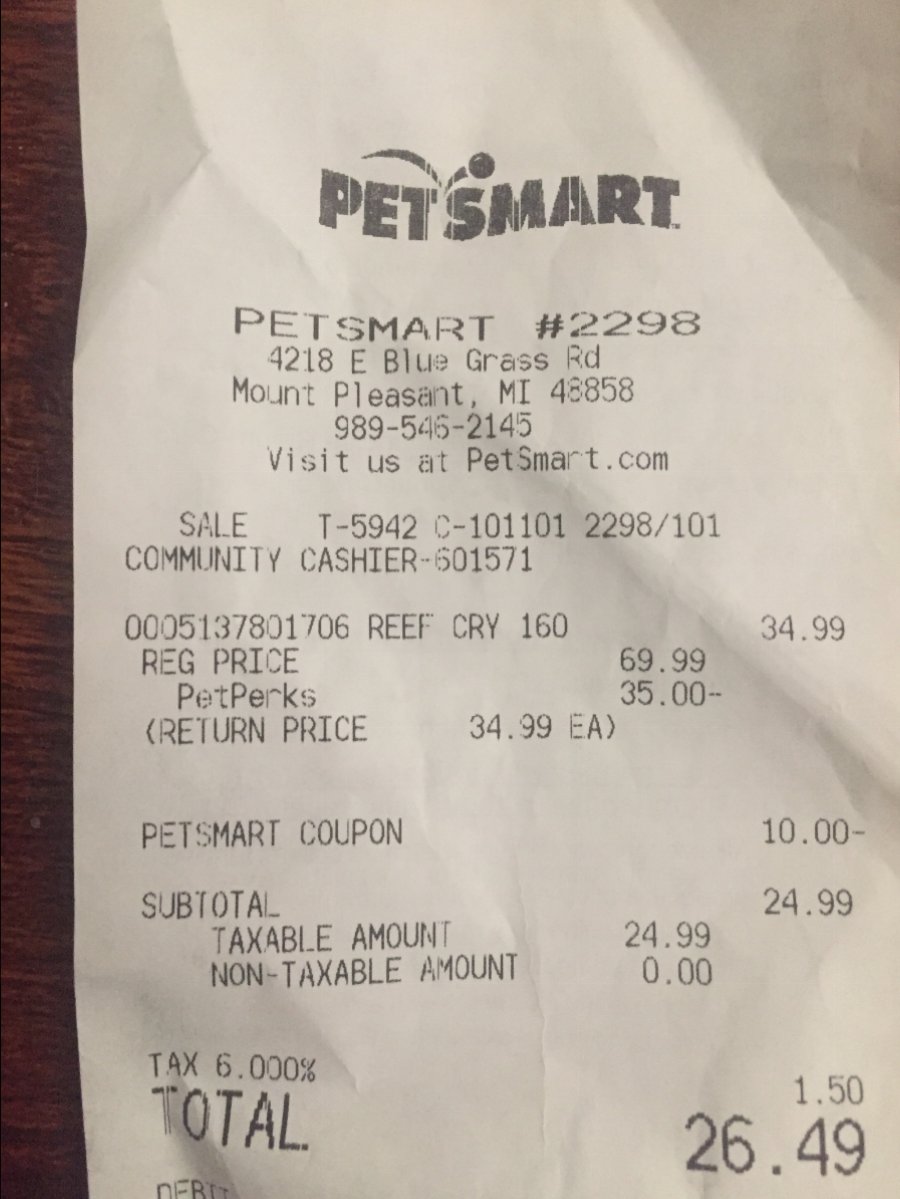 PETSMART
PETSMART #2298
4218 E Blue Grass Rd
Mount Pleasant, MI 48858
989-546-2145
Visit us at PetSmart.com
SALE T-5942 C-101101 2298/101
COMMUNITY CASHIER-601571
0005137801706 REEF CRY 160 34.99
REG PRICE 69.99
PetPerks 35.00-
(RETURN PRICE 34.99 EA)
PETSMART COUPON 10.00-
SUBTOTAL 24.99
TAXABLE AMOUNT 24.99
NON-TAXABLE AMOUNT 0.00
TAX 6.000% 1.50
TOTAL 26.49
DEBIT